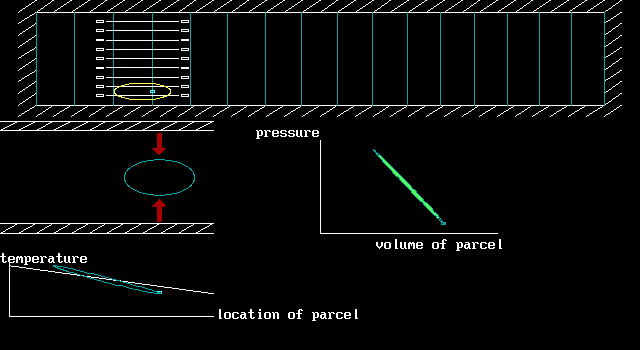 pressure
volume of parcel
temperature
location of parcel